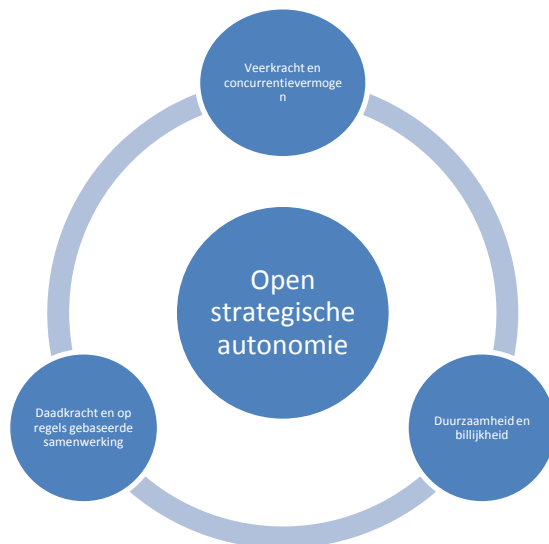 Veerkracht en
concurrentievermoge
n
Open
strategische
autonomie
Daadkracht en op
regels gebaseerde
samenwerking
Duurzaamheid en
billijkheid